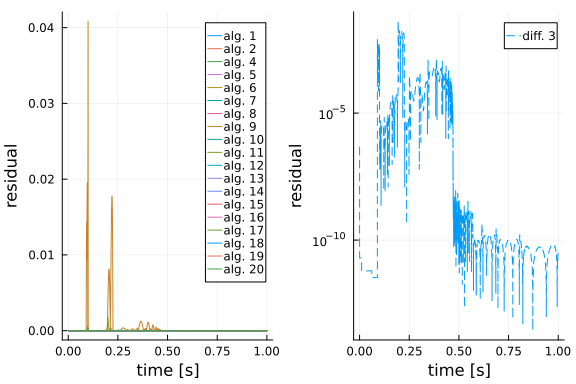 0.04
0.03
0.02
0.01
0.00
residual
0.00
0.25
0.50
0.75
1.00
time [s]
alg. 1
alg. 2
alg. 4
alg. 5
alg. 6
alg. 7
alg. 8
alg. 9
alg. 10
alg. 11
alg. 12
alg. 13
alg. 14
alg. 15
alg. 16
alg. 17
alg. 18
alg. 19
alg. 20
10⁻⁵
10⁻¹⁰
residual
0.00
0.25
0.50
0.75
1.00
time [s]
diff. 3